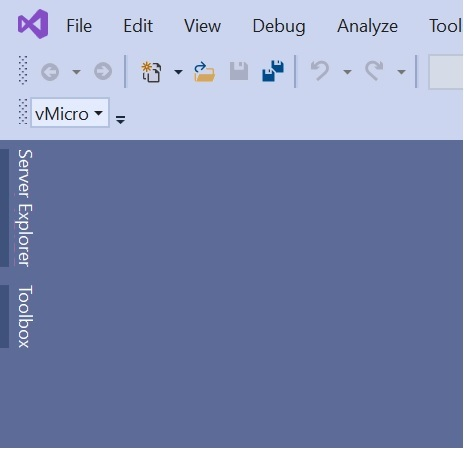 File Edit View Debug Analyze Tool
vMicro
Server Explorer
Toolbox